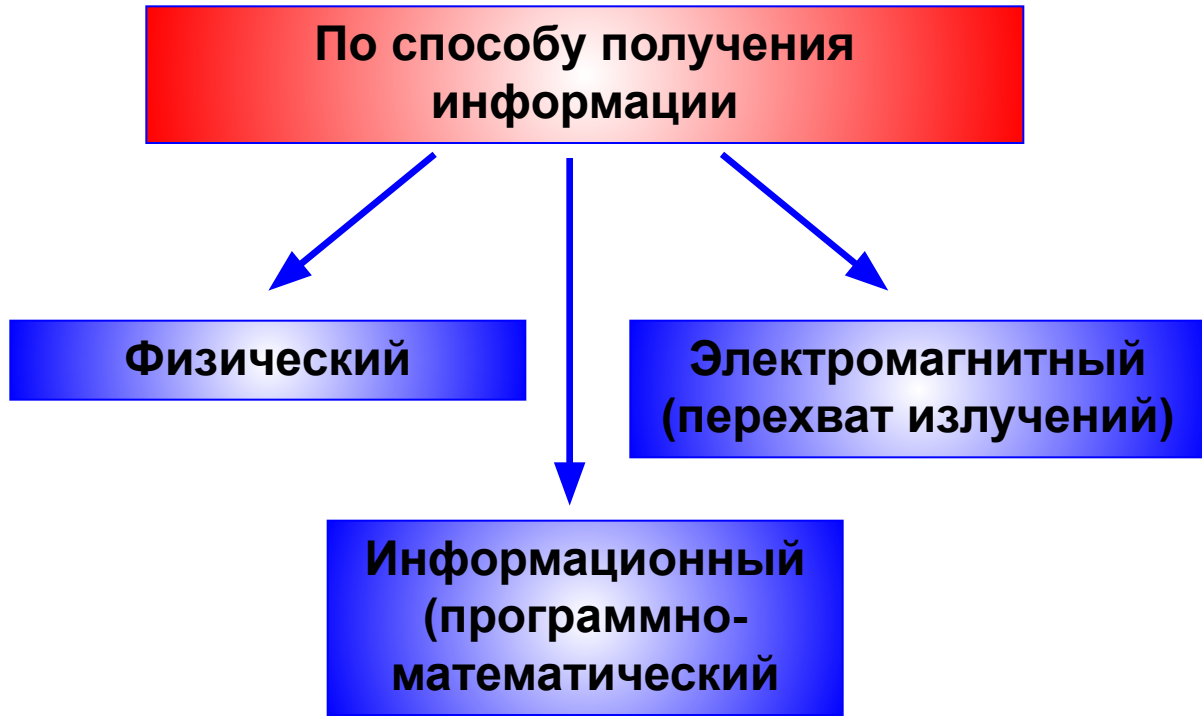 По способу получения
информации
Физический
Электромагнитный
(перехват излучений)
Информационный
(программно-
математический